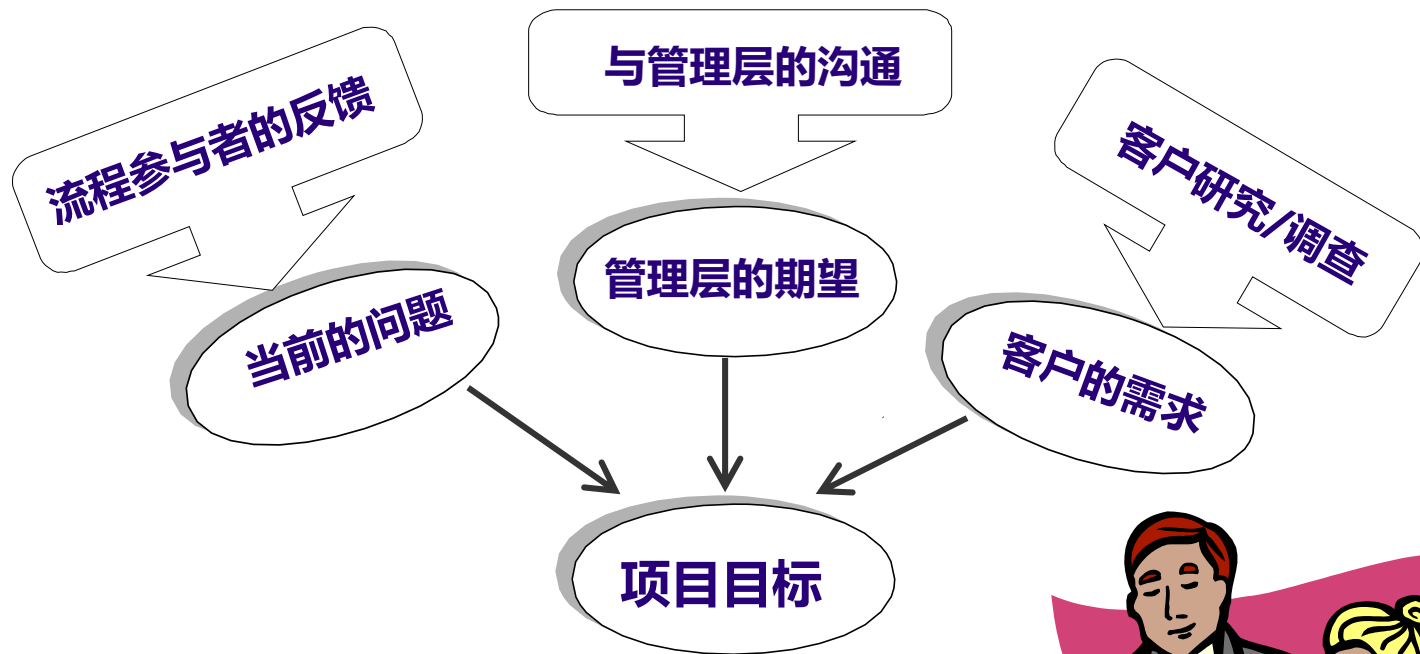 与管理层的沟通
流程参与者的反馈
客户研究/调查
管理层的期望
当前的问题
客户的需求
项目目标